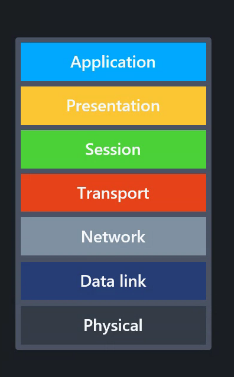 Application
Presentation
Session
Transport
Network
Data link
Physical